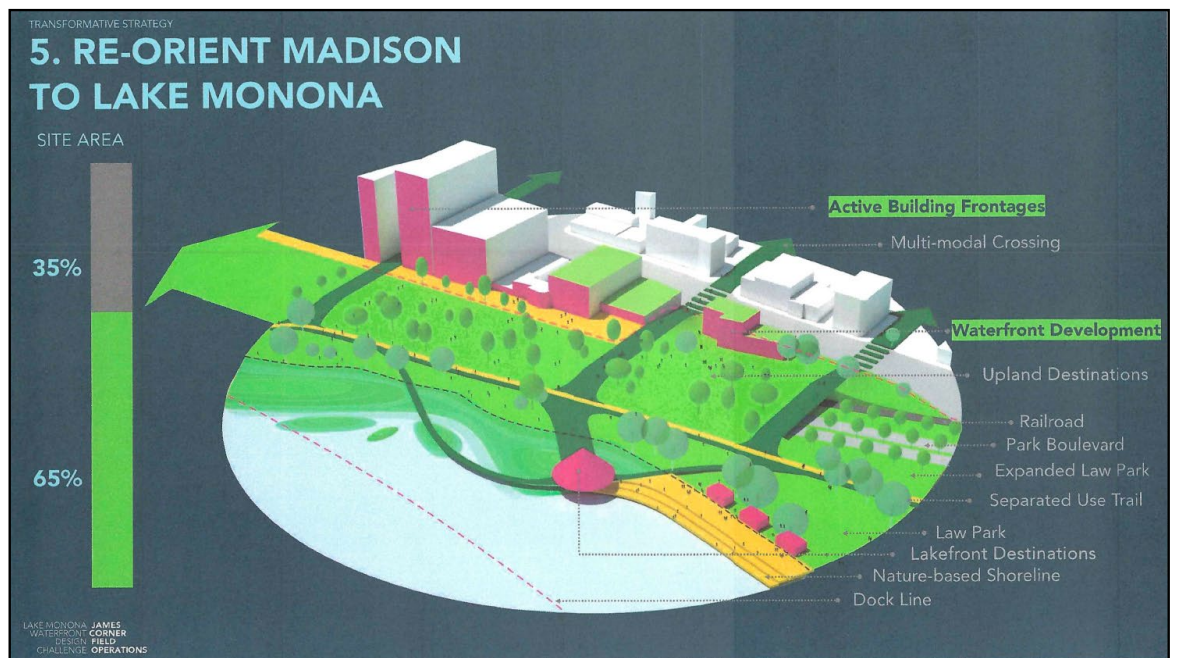 TRANSFORMATIVE STRATEGY
5. RE-ORIENT MADISON
TO LAKE MONONA
SITE AREA
35%
65%
Active Building Frontages
Multi-modal Crossing
Waterfront Development
Upland Destinations
Railroad
Park Boulevard
Expanded Law Park
Separated Use Trail
Law Park
Lakefront Destinations
Nature-based Shoreline
Dock Line
LAKE MONONA JAMES
WATERFRONT CORNER
DESIGN FIELD
CHALLENGE OPERATIONS